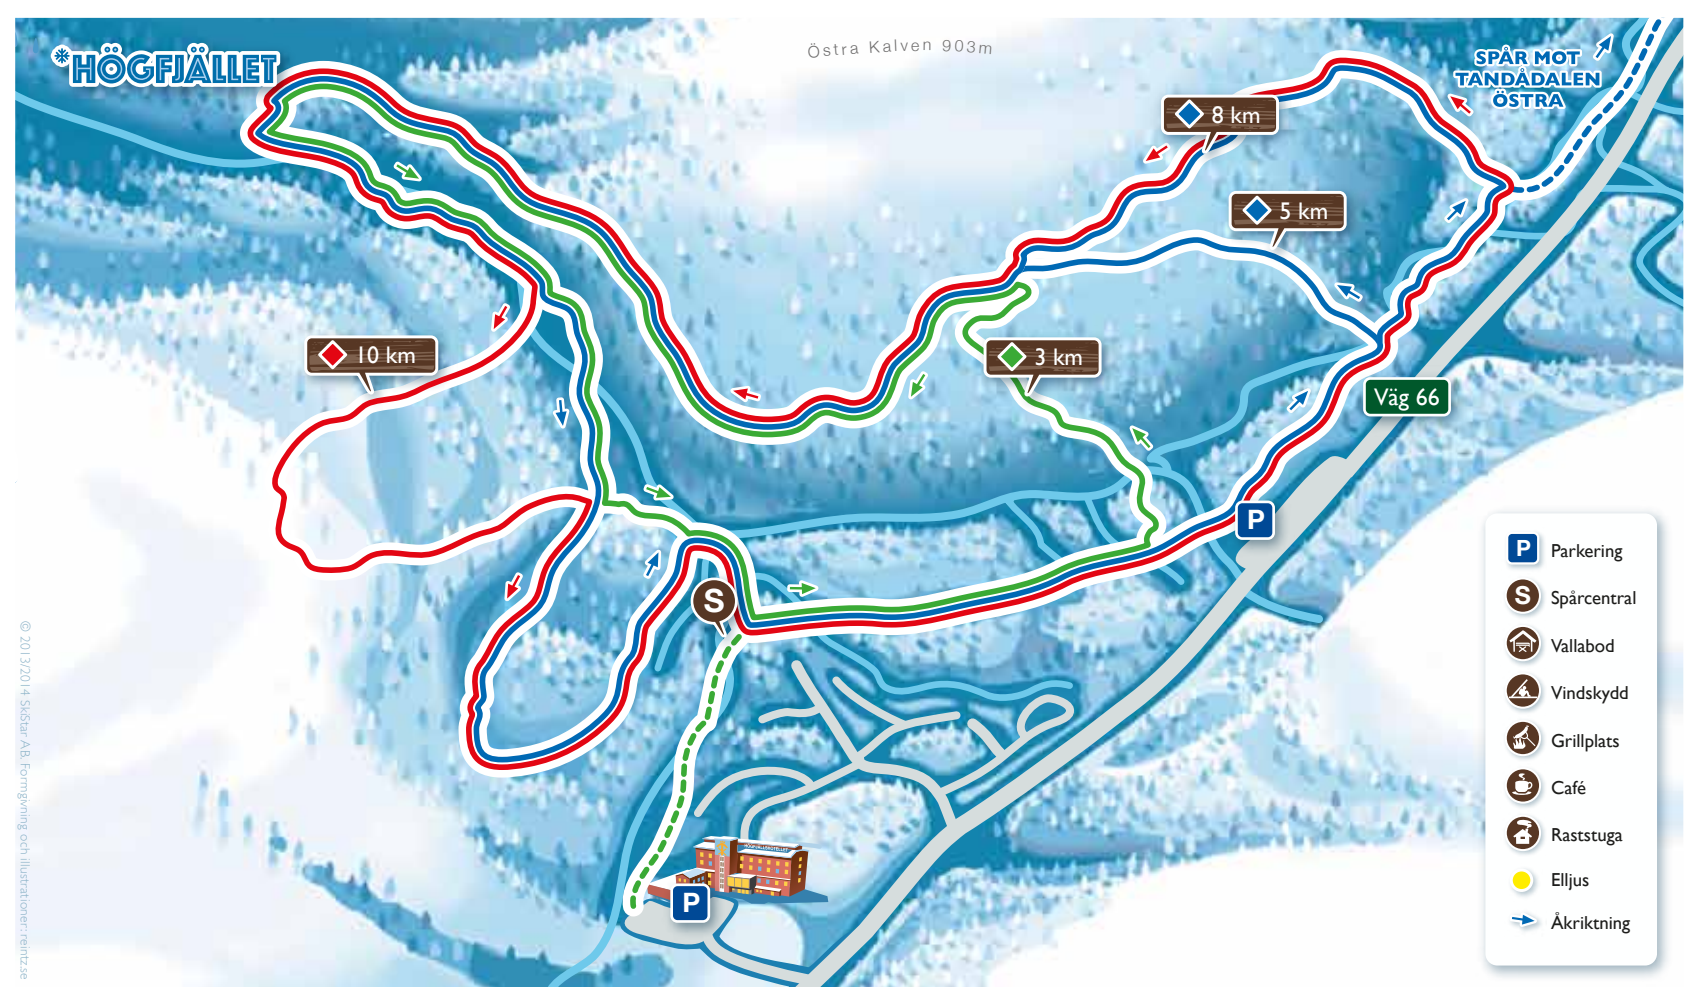 HÖGFJÄLLET
Östra Kalven 903m
SPÅR MOT
TANDÅDALEN
ÖSTRA
8 km
5 km
10 km
3 km
Väg 66
P
S
P
HÖGFJÄLLSHOTELLET
P Parkering
S Spårcentral
Vallabod
Vindskydd
Grillplats
Café
Raststuga
Elljus
Åkriktning
© 2013/2014 SkiStar AB. Formgivning och illustrationer: reintz.se